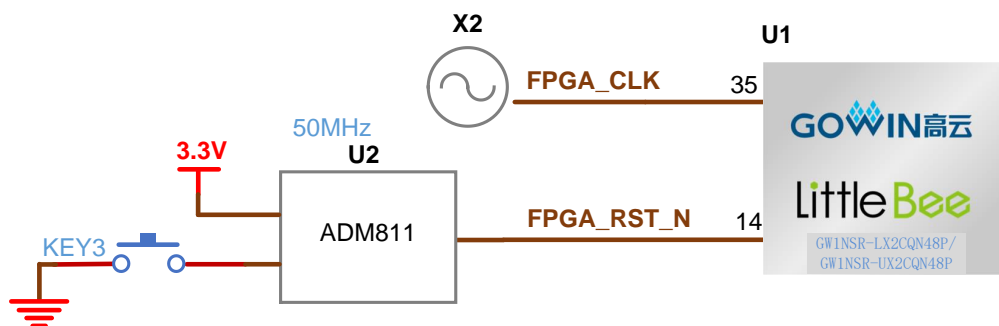 X2
U1
FPGA_CLK
35
GOWIN高云
50MHz
U2
3.3V
ADM811
KEY3
FPGA_RST_N
14
LittleBee
GW1NSR-LX2CQN48P/
GW1NSR-UX2CQN48P